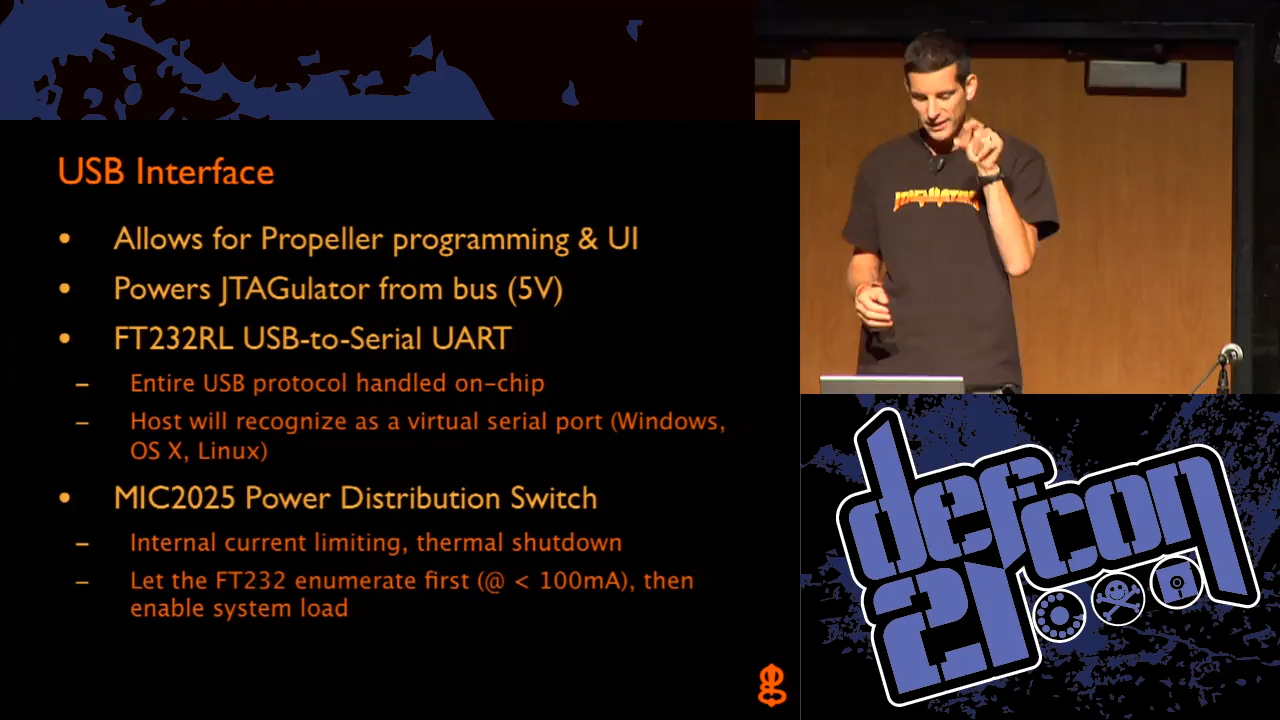 USB Interface
• Allows for Propeller programming & UI
• Powers JTAGulator from bus (5V)
• FT232RL USB-to-Serial UART
– Entire USB protocol handled on-chip
– Host will recognize as a virtual serial port (Windows,
OS X, Linux)
• MIC2025 Power Distribution Switch
– Internal current limiting, thermal shutdown
– Let the FT232 enumerate first (@ < 100mA), then
enable system load
JTAGULATOR
defcon
21